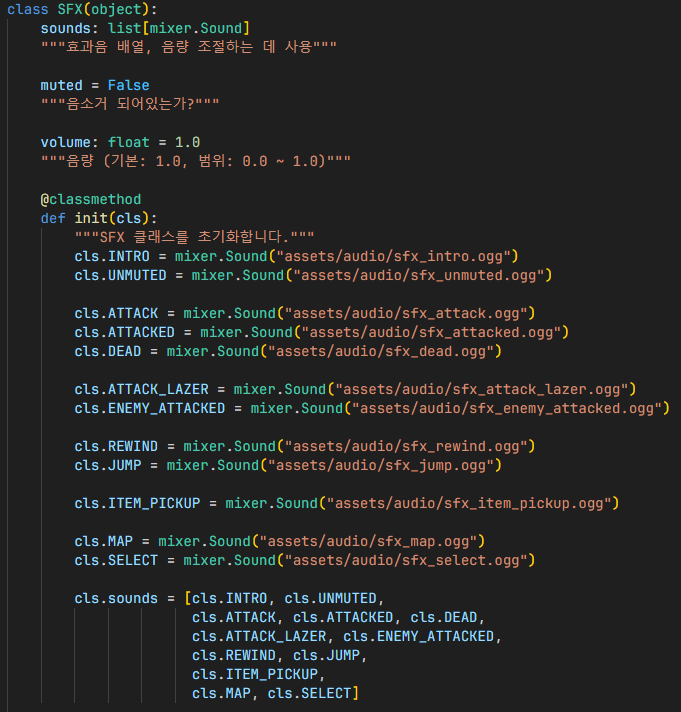 class SFX(object):
    sounds: list[mixer.Sound]
    """효과음 배열, 음량 조절하는 데 사용"""

    muted = False
    """음소거 되어있는가?"""

    volume: float = 1.0
    """음량 (기본: 1.0, 범위: 0.0 ~ 1.0)"""

    @classmethod
    def init(cls):
        """SFX 클래스를 초기화합니다."""
        cls.INTRO = mixer.Sound("assets/audio/sfx_intro.ogg")
        cls.UNMUTED = mixer.Sound("assets/audio/sfx_unmuted.ogg")

        cls.ATTACK = mixer.Sound("assets/audio/sfx_attack.ogg")
        cls.ATTACKED = mixer.Sound("assets/audio/sfx_attacked.ogg")
        cls.DEAD = mixer.Sound("assets/audio/sfx_dead.ogg")

        cls.ATTACK_LAZER = mixer.Sound("assets/audio/sfx_attack_lazer.ogg")
        cls.ENEMY_ATTACKED = mixer.Sound("assets/audio/sfx_enemy_attacked.ogg")

        cls.REWIND = mixer.Sound("assets/audio/sfx_rewind.ogg")
        cls.JUMP = mixer.Sound("assets/audio/sfx_jump.ogg")

        cls.ITEM_PICKUP = mixer.Sound("assets/audio/sfx_item_pickup.ogg")

        cls.MAP = mixer.Sound("assets/audio/sfx_map.ogg")
        cls.SELECT = mixer.Sound("assets/audio/sfx_select.ogg")

        cls.sounds = [cls.INTRO, cls.UNMUTED,
                      cls.ATTACK, cls.ATTACKED, cls.DEAD,
                      cls.ATTACK_LAZER, cls.ENEMY_ATTACKED,
                      cls.REWIND, cls.JUMP,
                      cls.ITEM_PICKUP,
                      cls.MAP, cls.SELECT]